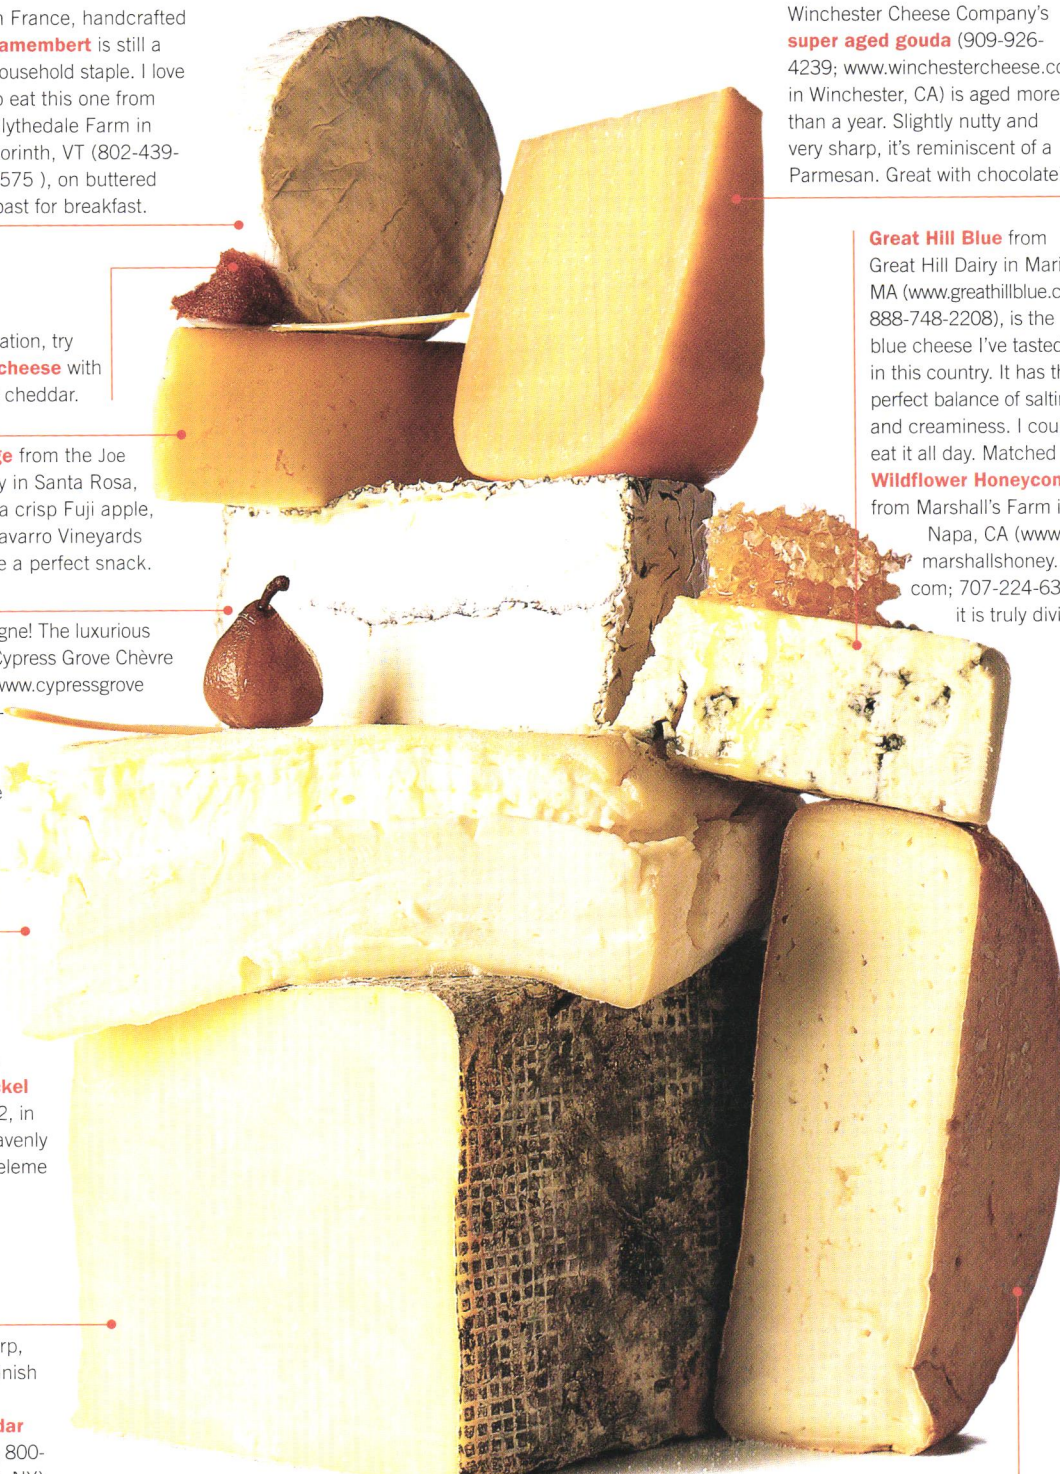 France, handcrafted
amembert is still a
ousehold staple. I love
eat this one from
lythedale Farm in
orinth, VT (802-439-
575 ), on buttered
ast for breakfast.
ation, try
cheese with
cheddar.
ge from the Joe
y in Santa Rosa,
a crisp Fuji apple,
avarro Vineyards
e a perfect snack.
gne! The luxurious
Cypress Grove Chèvre
www.cypressgrove
-
e
kel
2, in
avenly
eleme
rp,
nish
dar
800-
NY)
Winchester Cheese Company's
super aged gouda (909-926-
4239; www.winchestercheese.co
in Winchester, CA) is aged more
than a year. Slightly nutty and
very sharp, it's reminiscent of a
Parmesan. Great with chocolate
Great Hill Blue from
Great Hill Dairy in Mari
MA (www.greathillblue.c
888-748-2208), is the
blue cheese I've tasted
in this country. It has th
perfect balance of saltin
and creaminess. I cou
eat it all day. Matched
Wildflower Honeycon
from Marshall's Farm i
Napa, CA (www
marshallshoney.
com; 707-224-63
it is truly divi